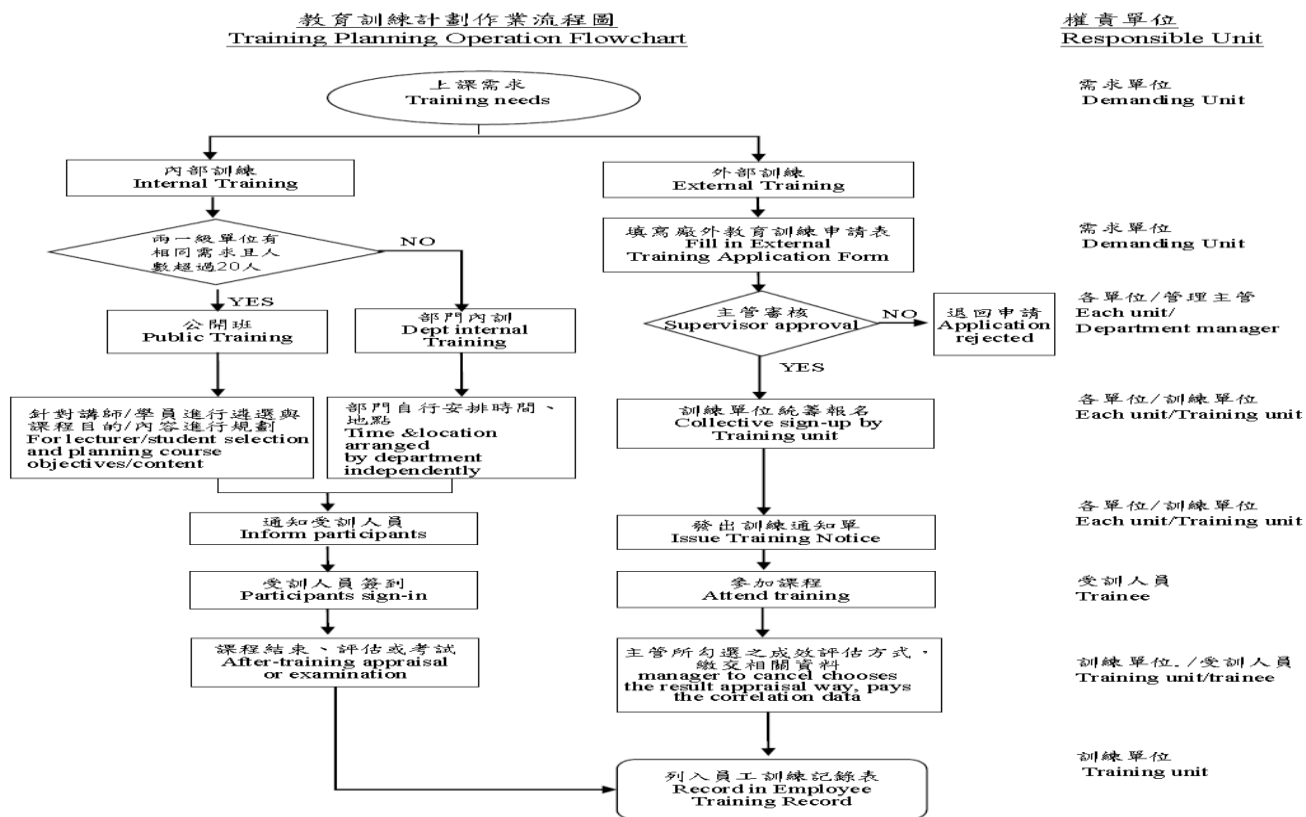 教育訓練計劃作業流程圖
Training Planning Operation Flowchart
權責單位
Responsible Unit
上課需求
Training needs
需求單位
Demanding Unit
內部訓練
Internal Training
外部訓練
External Training
兩一級單位有
相同需求且人
數超過20人
NO
YES
填寫廠外教育訓練申請表
Fill in External
Training Application Form
需求單位
Demanding Unit
公開班
Public Training
部門內訓
Dept internal
Training
主管審核
Supervisor approval
NO
YES
退回申請
Application
rejected
各單位/管理主管
Each unit/
Department manager
針對講師/學員進行遴選與
課程目的/內容進行規劃
For lecturer/student selection
and planning course
objectives/content
部門自行安排時間、
地點
Time &location
arranged
by department
independently
訓練單位統籌報名
Collective sign-up by
Training unit
各單位/訓練單位
Each unit/Training unit
通知受訓人員
Inform participants
發出訓練通知單
Issue Training Notice
各單位/訓練單位
Each unit/Training unit
受訓人員簽到
Participants sign-in
參加課程
Attend training
受訓人員
Trainee
課程結束、評估或考試
After-training appraisal
or examination
主管所勾選之成效評估方式，
繳交相關資料
manager to cancel chooses
the result appraisal way, pays
the correlation data
訓練單位./受訓人員
Training unit/trainee
列入員工訓練記錄表
Record in Employee
Training Record
訓練單位
Training unit